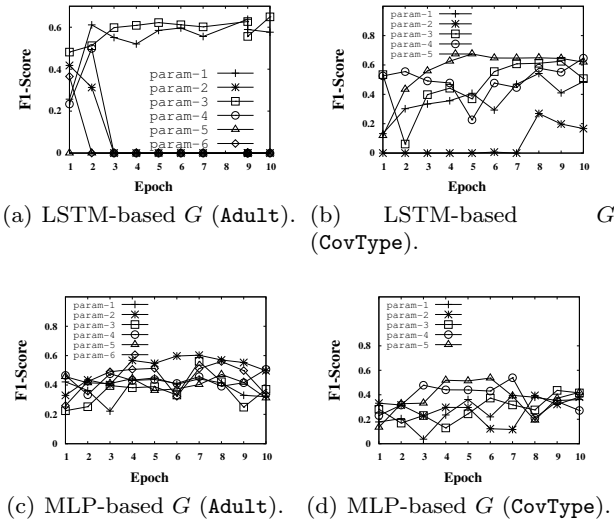 1
0.8
0.6
0.4
0.2
0
F1-Score
param-1
param-2
param-3
param-4
param-5
param-6
1 2 3 4 5 6 7 8 9 10
Epoch
(a) LSTM-based G (Adult).
1
0.8
0.6
0.4
0.2
0
F1-Score
param-1
param-2
param-3
param-4
param-5
1 2 3 4 5 6 7 8 9 10
Epoch
(b) LSTM-based G
(CovType).
1
0.8
0.6
0.4
0.2
0
F1-Score
param-1
param-2
param-3
param-4
param-5
param-6
1 2 3 4 5 6 7 8 9 10
Epoch
(c) MLP-based G (Adult).
1
0.8
0.6
0.4
0.2
0
F1-Score
param-1
param-2
param-3
param-4
param-5
1 2 3 4 5 6 7 8 9 10
Epoch
(d) MLP-based G (CovType).